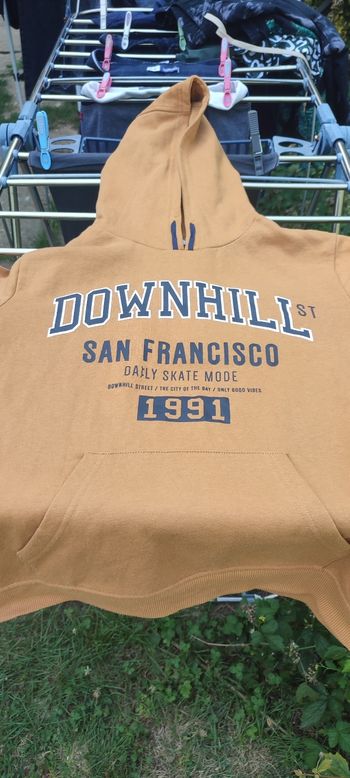 DOWNHILL ST
SAN FRANCISCO
DAILY SKATE MODE
DOWNHILL STREET / THE CITY OF THE BAY / ONLY GOOD VIBES
1991